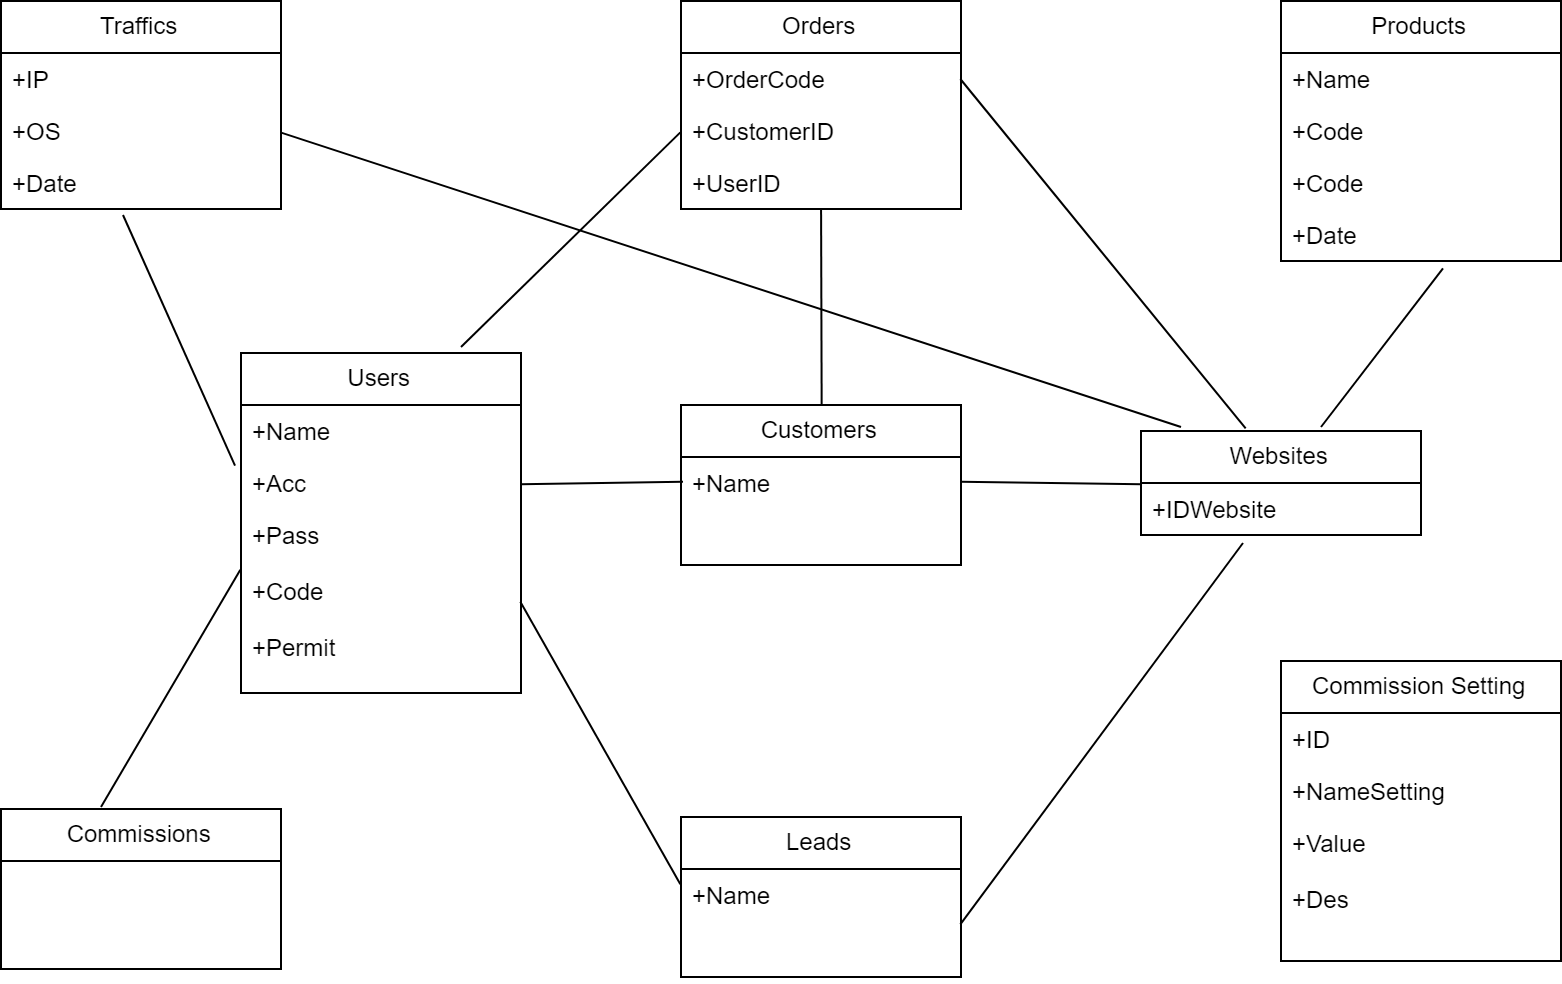 Traffics
+IP
+OS
+Date
Orders
+OrderCode
+CustomerID
+UserID
Products
+Name
+Code
+Code
+Date
Users
+Name
+Acc
+Pass
+Code
+Permit
Customers
+Name
Websites
+IDWebsite
Commissions
Leads
+Name
Commission Setting
+ID
+NameSetting
+Value
+Des